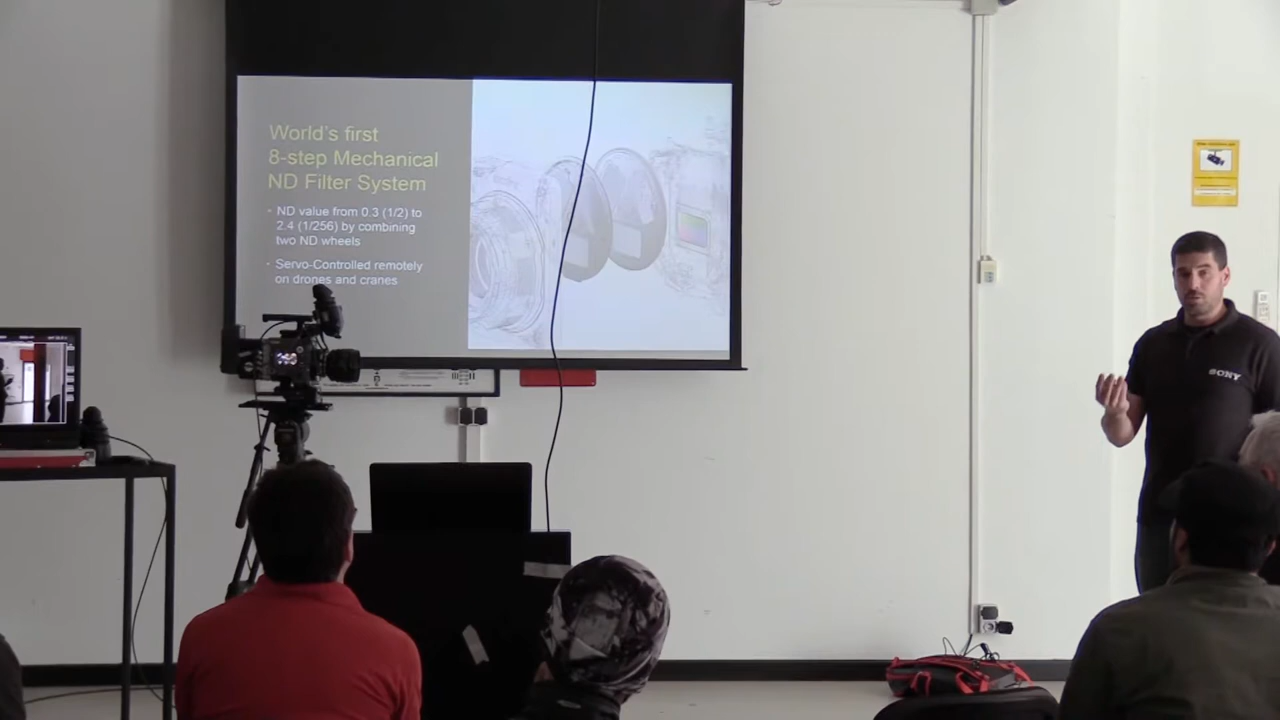 World's first
8-step Mechanical
ND Filter System
- ND value from 0.3 (1/2) to
2.4 (1/256) by combining
two ND wheels
- Servo-Controlled remotely
on drones and cranes
SONY